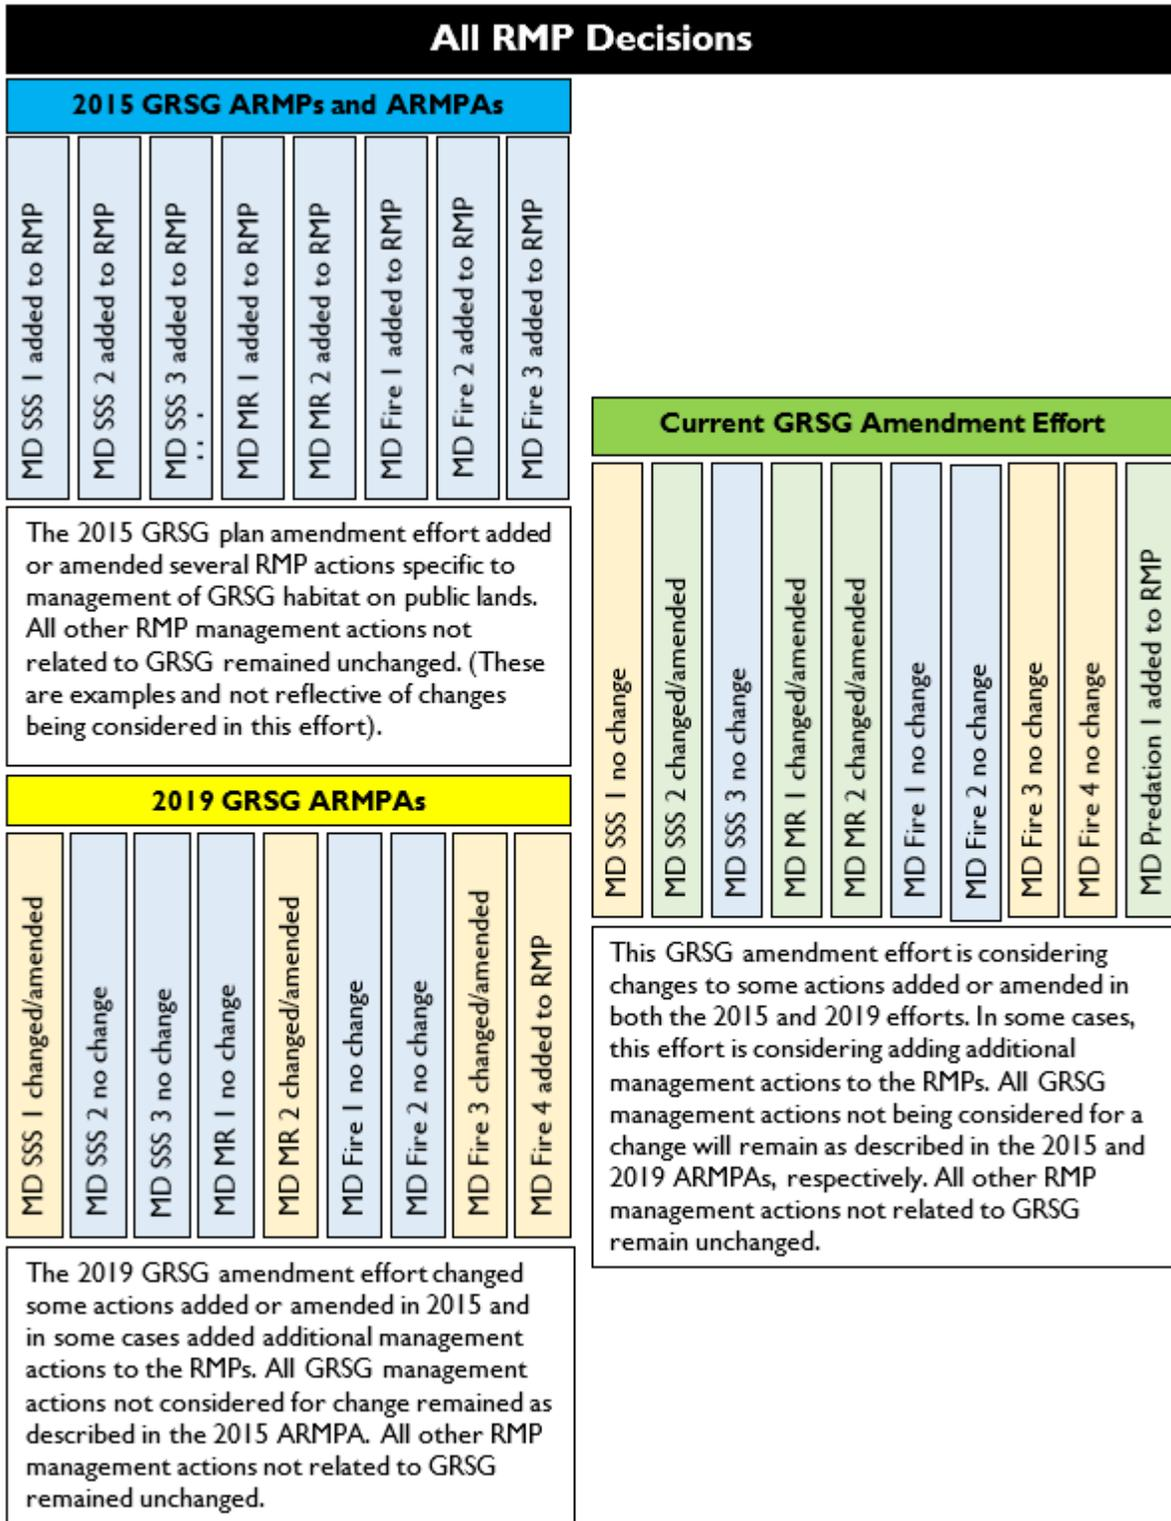 All RMP Decisions
2015 GRSG ARMPs and ARMPAs
MD SSS 1 added to RMP
MD SSS 2 added to RMP
MD SSS 3 added to RMP
MD MR 1 added to RMP
MD MR 2 added to RMP
MD Fire 1 added to RMP
MD Fire 2 added to RMP
MD Fire 3 added to RMP
The 2015 GRSG plan amendment effort added
or amended several RMP actions specific to
management of GRSG habitat on public lands.
All other RMP management actions not
related to GRSG remained unchanged. (These
are examples and not reflective of changes
being considered in this effort).
2019 GRSG ARMPAs
MD SSS 1 changed/amended
MD SSS 2 no change
MD SSS 3 no change
MD MR 1 no change
MD MR 2 changed/amended
MD Fire 1 no change
MD Fire 2 no change
MD Fire 3 changed/amended
MD Fire 4 added to RMP
The 2019 GRSG amendment effort changed
some actions added or amended in 2015 and
in some cases added additional management
actions to the RMPs. All GRSG management
actions not considered for change remained as
described in the 2015 ARMPA. All other RMP
management actions not related to GRSG
remained unchanged.
Current GRSG Amendment Effort
MD SSS 1 no change
MD SSS 2 changed/amended
MD SSS 3 no change
MD MR 1 changed/amended
MD MR 2 changed/amended
MD Fire 1 no change
MD Fire 2 no change
MD Fire 3 no change
MD Fire 4 no change
MD Predation 1 added to RMP
This GRSG amendment effort is considering
changes to some actions added or amended in
both the 2015 and 2019 efforts. In some cases,
this effort is considering adding additional
management actions to the RMPs. All GRSG
management actions not being considered for a
change will remain as described in the 2015 and
2019 ARMPAs, respectively. All other RMP
management actions not related to GRSG
remain unchanged.